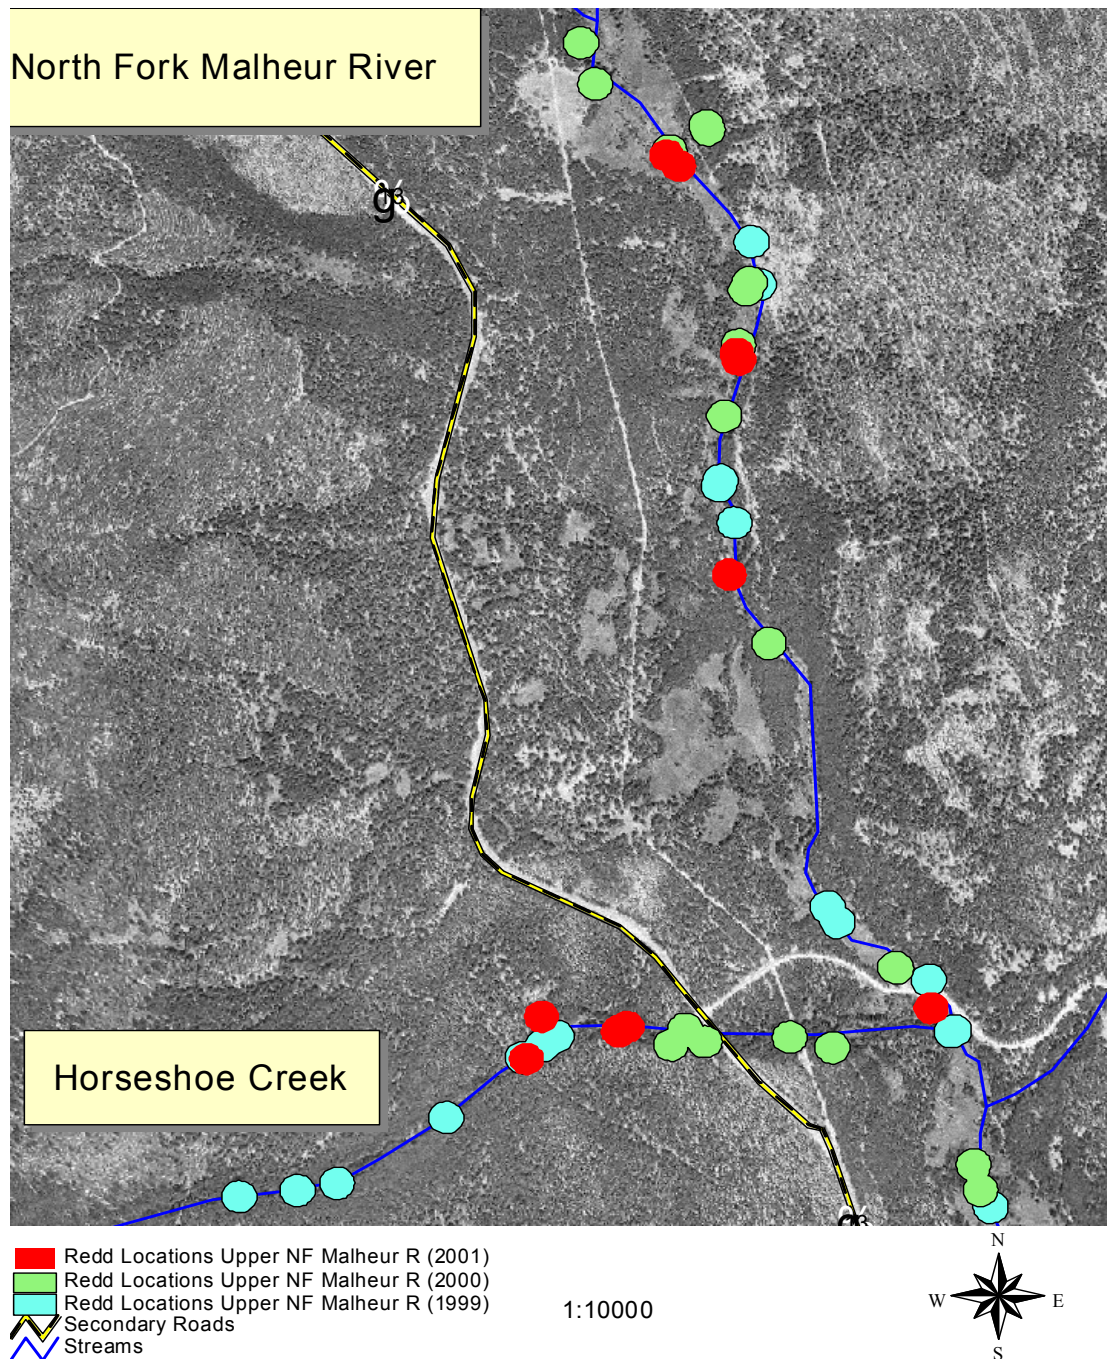 North Fork Malheur River
Horseshoe Creek
Redd Locations Upper NF Malheur R (2001)
Redd Locations Upper NF Malheur R (2000)
Redd Locations Upper NF Malheur R (1999)
Secondary Roads
Streams
1:10000
N
W E
S